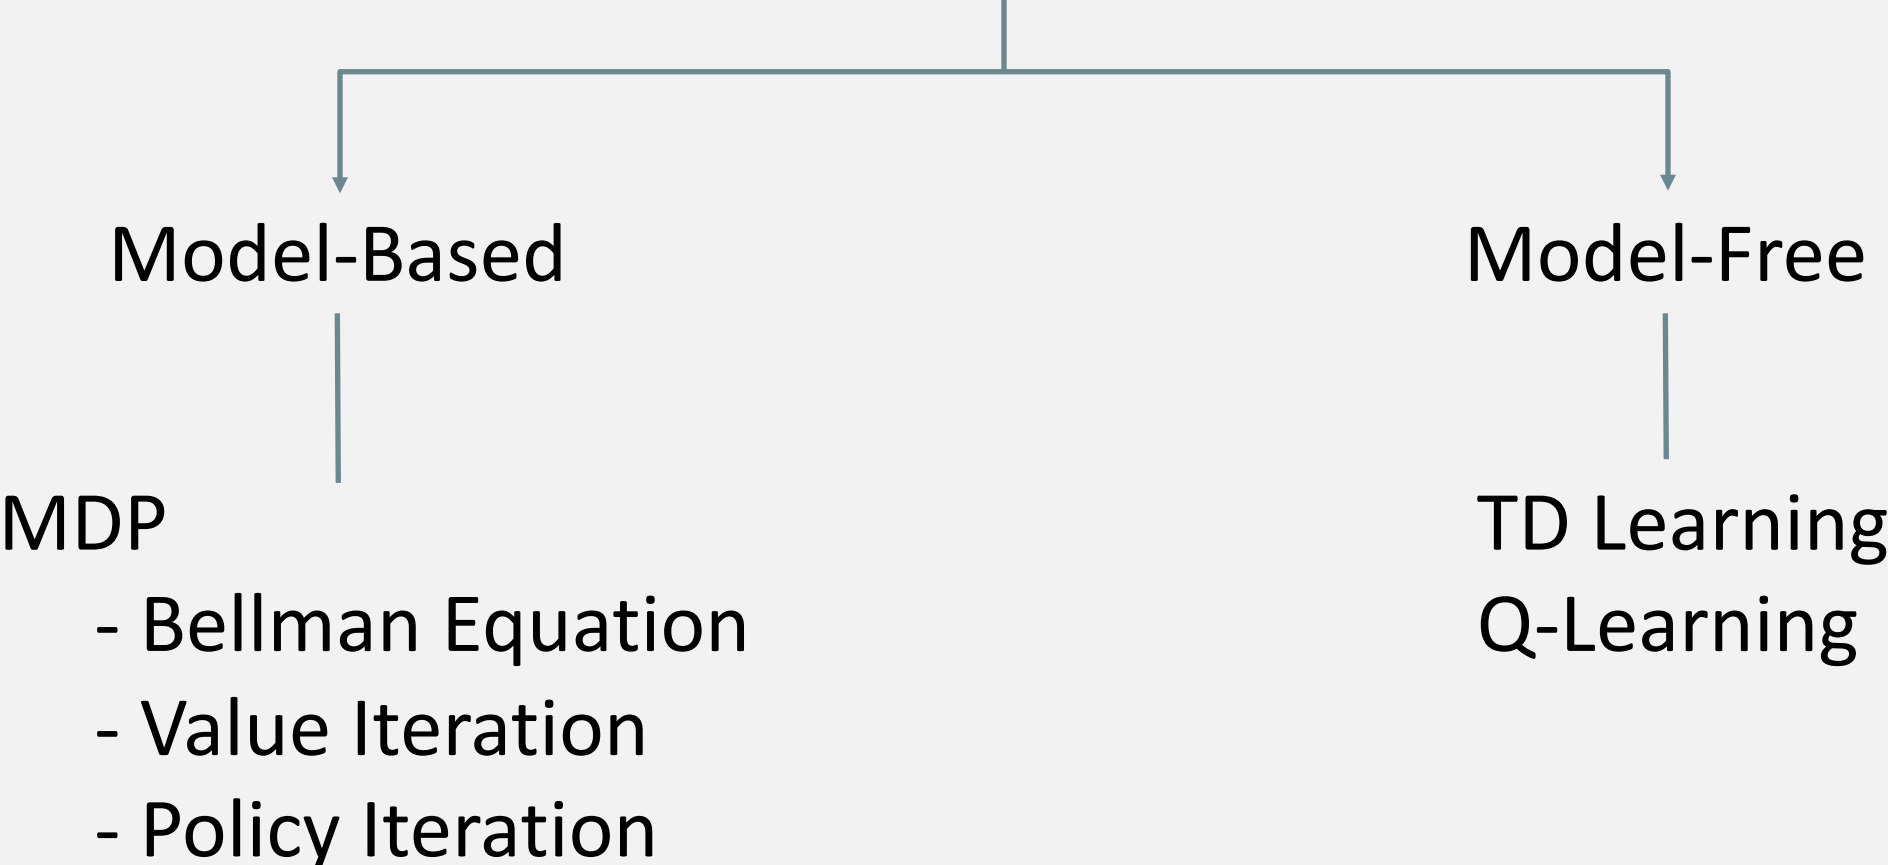 Model-Based
Model-Free
MDP
- Bellman Equation
- Value Iteration
- Policy Iteration
TD Learning
Q-Learning